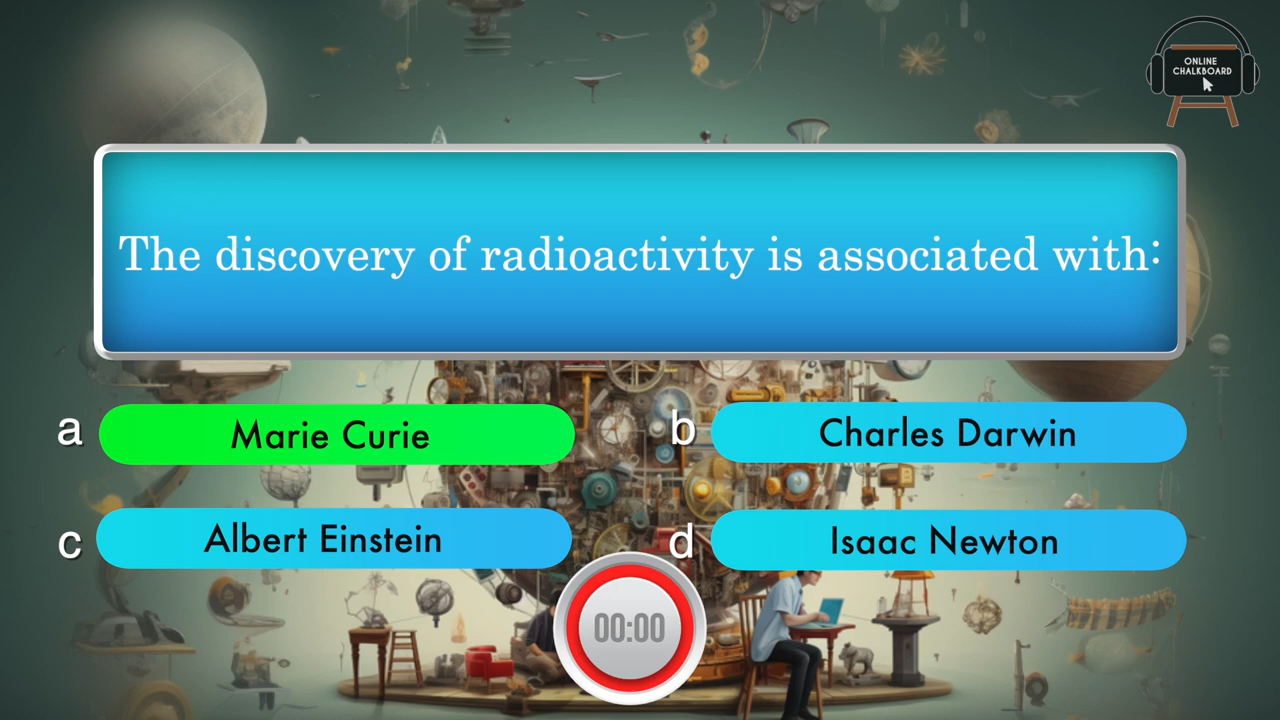 ONLINE
CHALKBOARD
The discovery of radioactivity is associated with:
a Marie Curie
b Charles Darwin
c Albert Einstein
d Isaac Newton
00:00